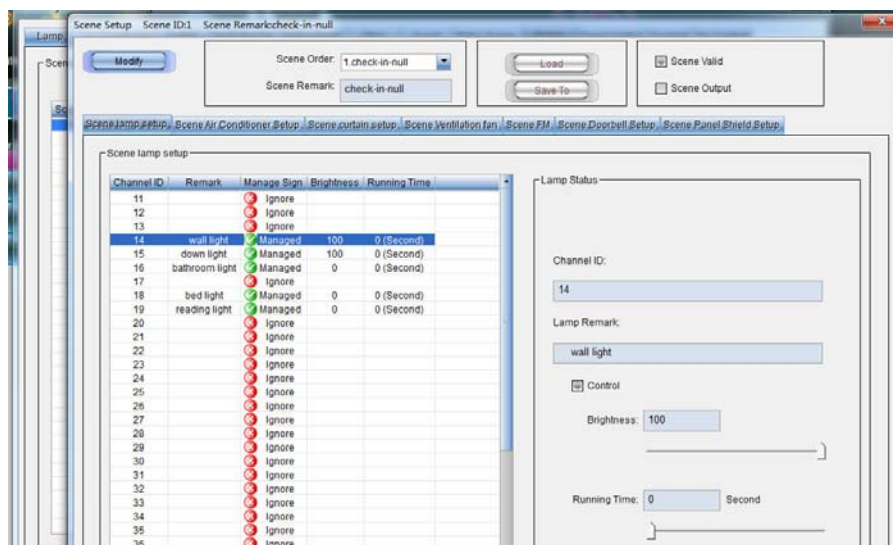 Scene Setup Scene ID:1 Scene Remark:check-in-null
Lamp
Modify
Scene Order: 1.check-in-null
Scene Remark: check-in-null
Load
Save To
Scene Valid
Scene Output
Scen
Sc
Scene lamp setup Scene Air Conditioner Setup Scene curtain setup Scene Ventilation fan Scene FM Scene Doorbell Setup Scene Panel Shield Setup
Scene lamp setup
Channel ID Remark Manage Sign Brightness Running Time
11 Ignore
12 Ignore
13 Ignore
14 wall light Managed 100 0 (Second)
15 down light Managed 100 0 (Second)
16 bathroom light Managed 0 0 (Second)
17 Ignore
18 bed light Managed 0 0 (Second)
19 reading light Managed 0 0 (Second)
20 Ignore
21 Ignore
22 Ignore
23 Ignore
24 Ignore
25 Ignore
26 Ignore
27 Ignore
28 Ignore
29 Ignore
30 Ignore
31 Ignore
32 Ignore
33 Ignore
34 Ignore
35 Ignore
36 Ignore
Lamp Status
Channel ID:
14
Lamp Remark:
wall light
Control
Brightness: 100
Running Time: 0 Second